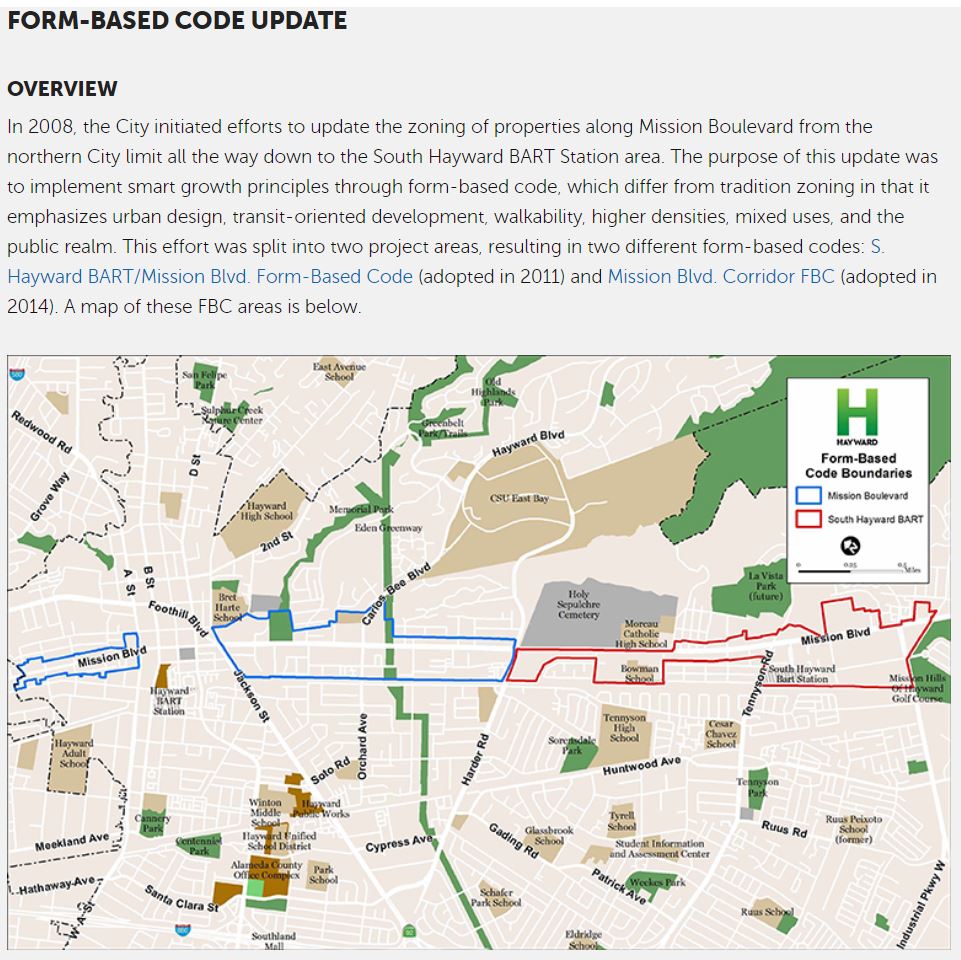 FORM-BASED CODE UPDATE
OVERVIEW
In 2008, the City initiated efforts to update the zoning of properties along Mission Boulevard from the
northern City limit all the way down to the South Hayward BART Station area. The purpose of this update was
to implement smart growth principles through form-based code, which differ from tradition zoning in that it
emphasizes urban design, transit-oriented development, walkability, higher densities, mixed uses, and the
public realm. This effort was split into two project areas, resulting in two different form-based codes: S.
Hayward BART/Mission Blvd. Form-Based Code (adopted in 2011) and Mission Blvd. Corridor FBC (adopted in
2014). A map of these FBC areas is below.
580
San Felipe
Park
East Avenue
School
Old
Highlands
Park
Sulphur Creek
Nature Center
Greenbelt
Park/Trails
Redwood Rd
Hayward Blvd
D St
Grove Way
CSU East Bay
Hayward
High School
Memorial Park
Eden Greenway
2nd St
H
HAYWARD
Form-Based
Code Boundaries
Mission Boulevard
South Hayward BART
0
0.25
0.5
Miles
A St
B St
Foothill Blvd
Bret
Harte
School
Carlos Bee Blvd
Holy
Sepulchre
Cemetery
La Vista
Park
(future)
Moreau
Catholic
High School
Mission Blvd
Mission Blvd
Bowman
School
Tennyson Rd
South Hayward
Bart Station
Mission Hills
Of Hayward
Golf Course
Hayward
BART
Station
Jackson St
Hayward
Adult
School
Orchard Ave
Soto Rd
Harder Rd
Sorensdale
Park
Tennyson
High
School
Cesar
Chavez
School
Huntwood Ave
Tennyson
Park
Winton
Middle
School
Hayward
Public Works
Cannery
Park
Centennial
Park
Hayward Unified
School District
Meekland Ave
Cypress Ave
Gading Rd
Glassbrook
School
Tyrell
School
Student Information
and Assessment Center
Ruus Rd
Ruus Peixoto
School
(former)
Alameda County
Office Complex
Park
School
Hathaway Ave
Santa Clara St
W A St
Schafer
Park School
Patrick Ave
Weekes Park
Ruus School
Industrial Pkwy W
880
Southland
Mall
92
Eldridge
School